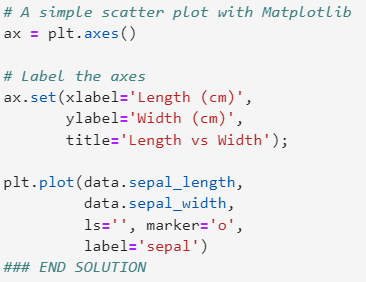 # A simple scatter plot with Matplotlib
ax = plt.axes()
# Label the axes
ax.set(xlabel='Length (cm)',
ylabel='Width (cm)',
title='Length vs Width');
plt.plot(data.sepal_length,
data.sepal_width,
ls='', marker='o',
label='sepal')
### END SOLUTION